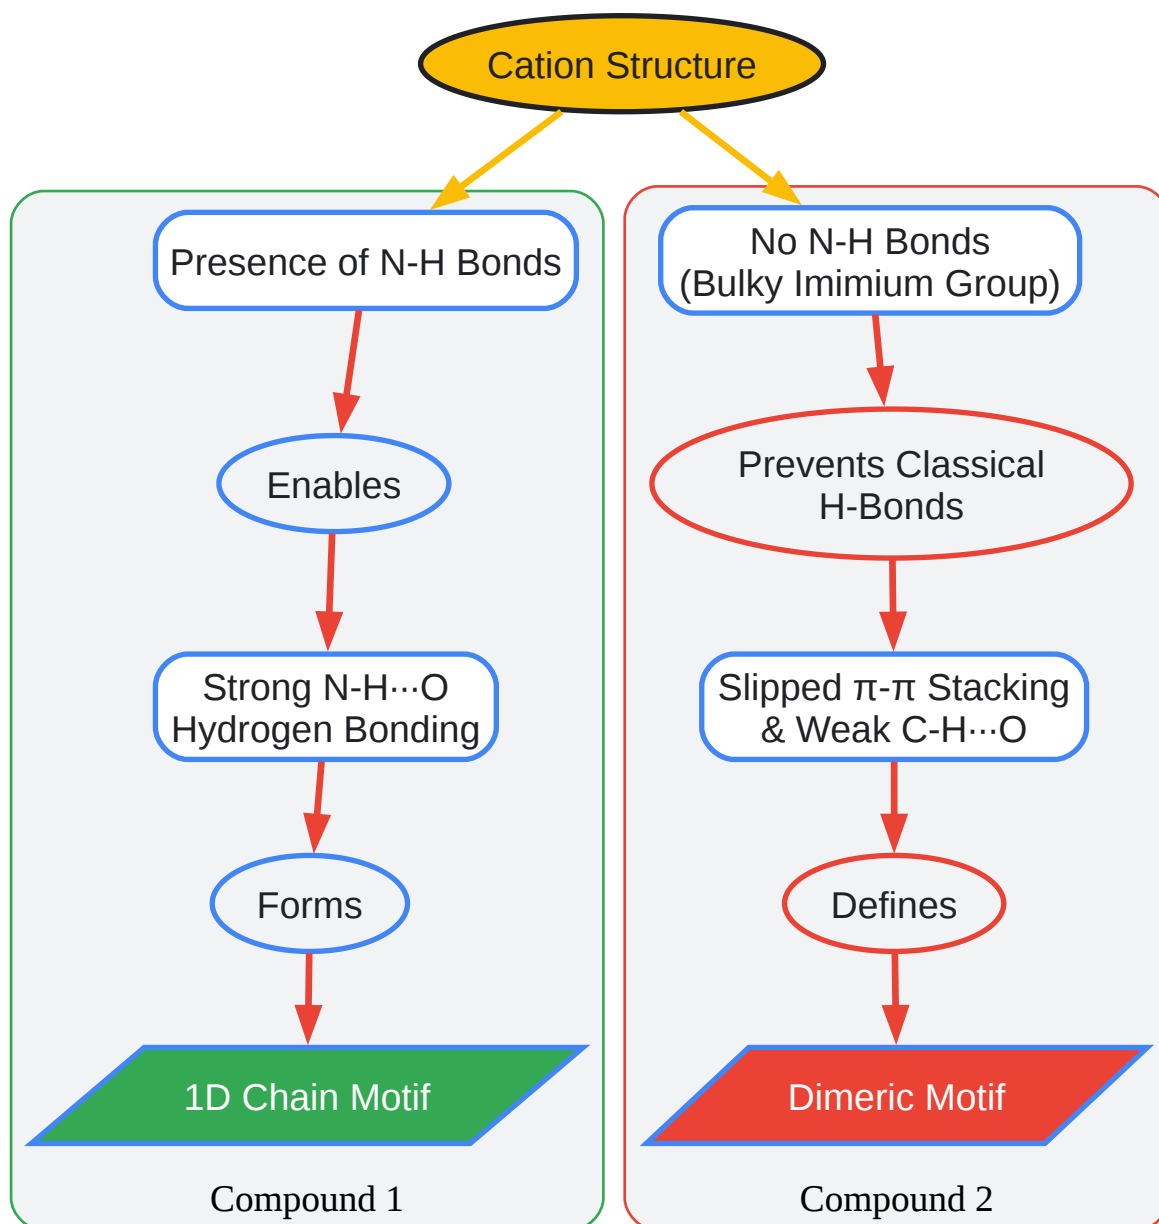 Cation Structure
Presence of N-H Bonds
Enables
Strong N-H···O
Hydrogen Bonding
Forms
1D Chain Motif
Compound 1
No N-H Bonds
(Bulky Imimium Group)
Prevents Classical
H-Bonds
Slipped π-π Stacking
& Weak C-H···O
Defines
Dimeric Motif
Compound 2